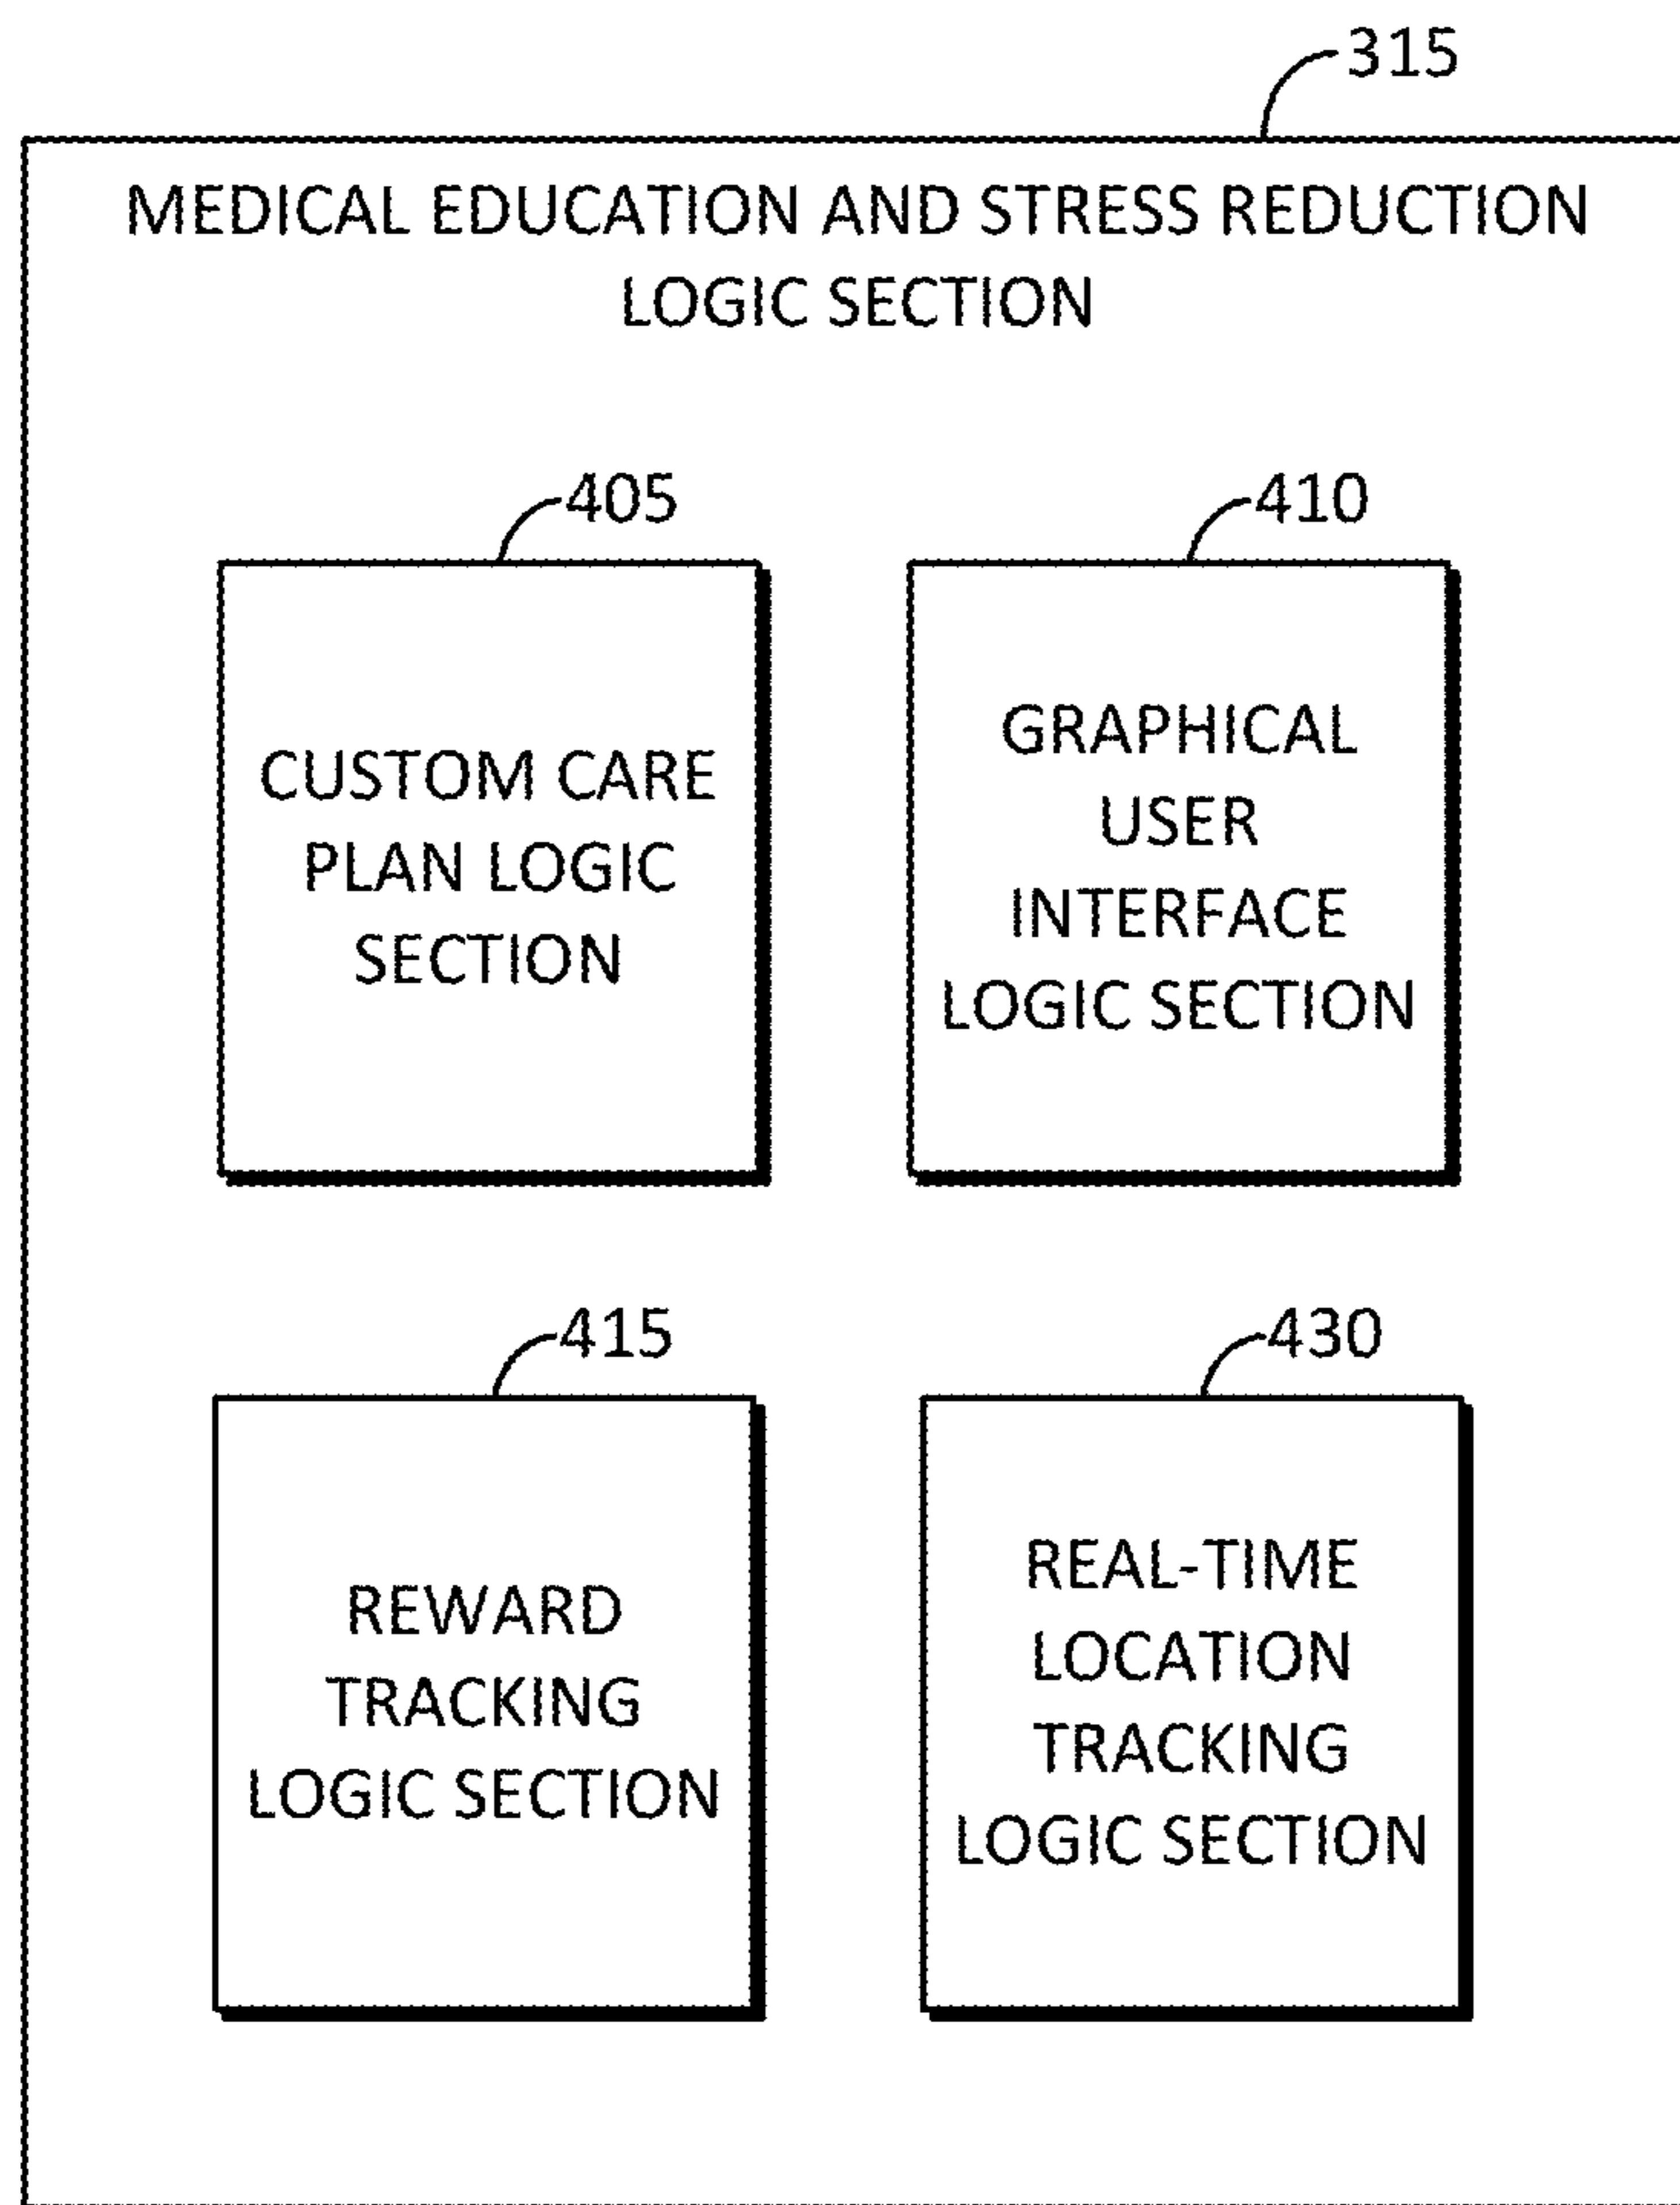 315
MEDICAL EDUCATION AND STRESS REDUCTION
LOGIC SECTION
405
CUSTOM CARE
PLAN LOGIC
SECTION
410
GRAPHICAL
USER
INTERFACE
LOGIC SECTION
415
REWARD
TRACKING
LOGIC SECTION
430
REAL-TIME
LOCATION
TRACKING
LOGIC SECTION